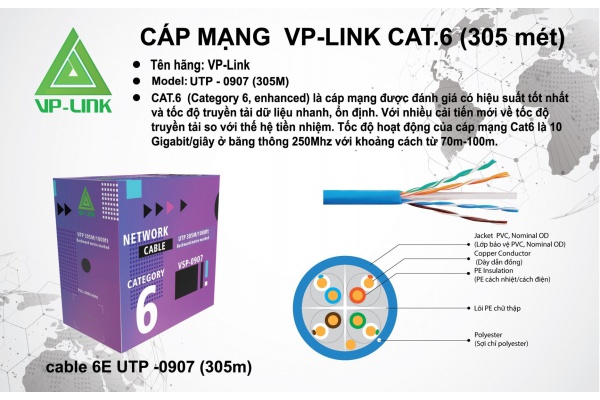 VP-LINK
CÁP MẠNG VP-LINK CAT.6 (305 mét)
Tên hãng: VP-Link
Model: UTP - 0907 (305M)
CAT.6 (Category 6, enhanced) là cáp mạng được đánh giá có hiệu suất tốt nhất
và tốc độ truyền tải dữ liệu nhanh, ổn định. Với nhiều cải tiến mới về tốc độ
truyền tải so với thế hệ tiền nhiệm. Tốc độ hoạt động của cáp mạng Cat6 là 10
Gigabit/giây ở băng thông 250Mhz với khoảng cách từ 70m-100m.
VP-LINK
NETWORK
CABLE
CATEGORY
6
VSP-0907
Jacket PVC, Nominal OD
(Lớp bảo vệ PVC, Nominal OD)
Copper Conductor
(Dây dẫn đồng)
PE Insulation
(PE cách nhiệt/cách điện)
Lõi PE chữ thập
Polyester
(Sợi chỉ polyester)
cable 6E UTP -0907 (305m)